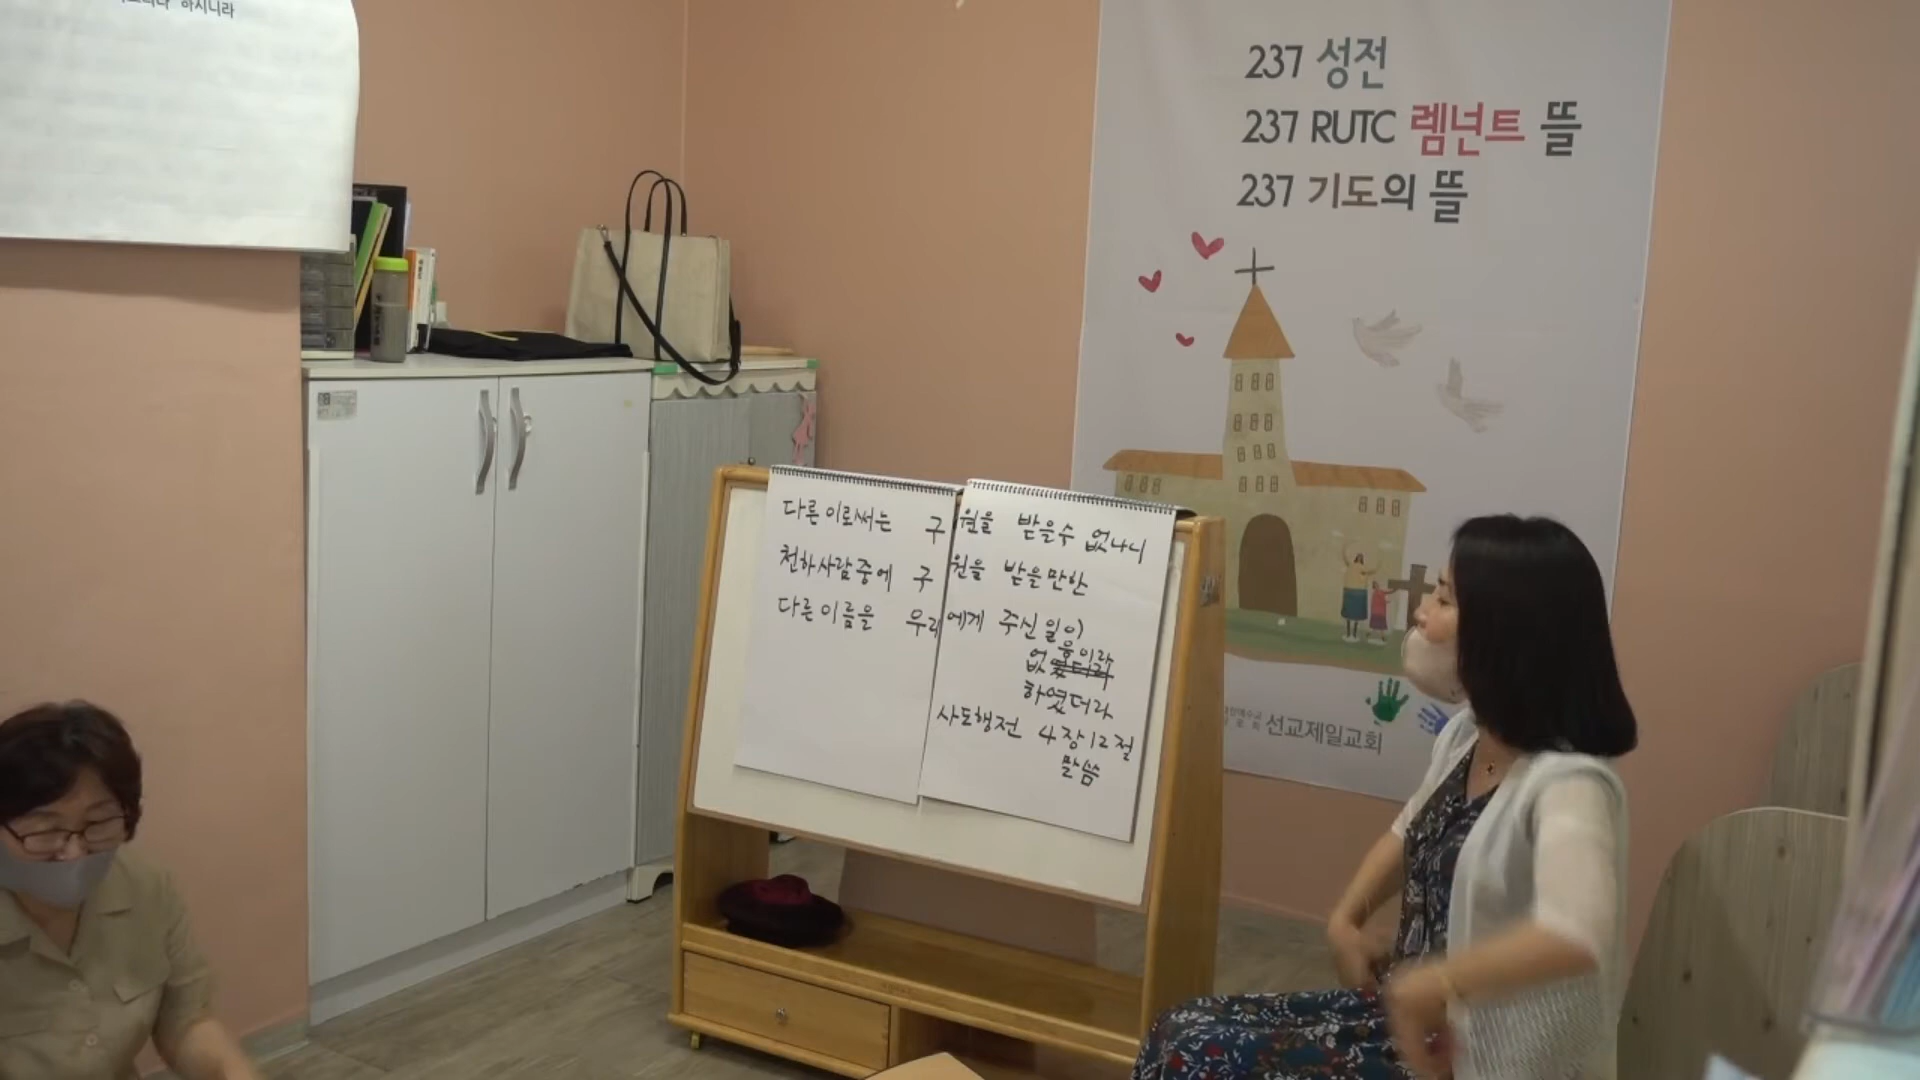 하시니라
237 성전
237 RUTC 렘넌트 뜰
237 기도의 뜰
다른 이로써는 구원을 받을수 없나니
천하사람중에 구원을 받을만한
다른이름을 우리에게 주신일이
없음이라
하였더라
사도행전 4장12절
말씀
선교제일교회